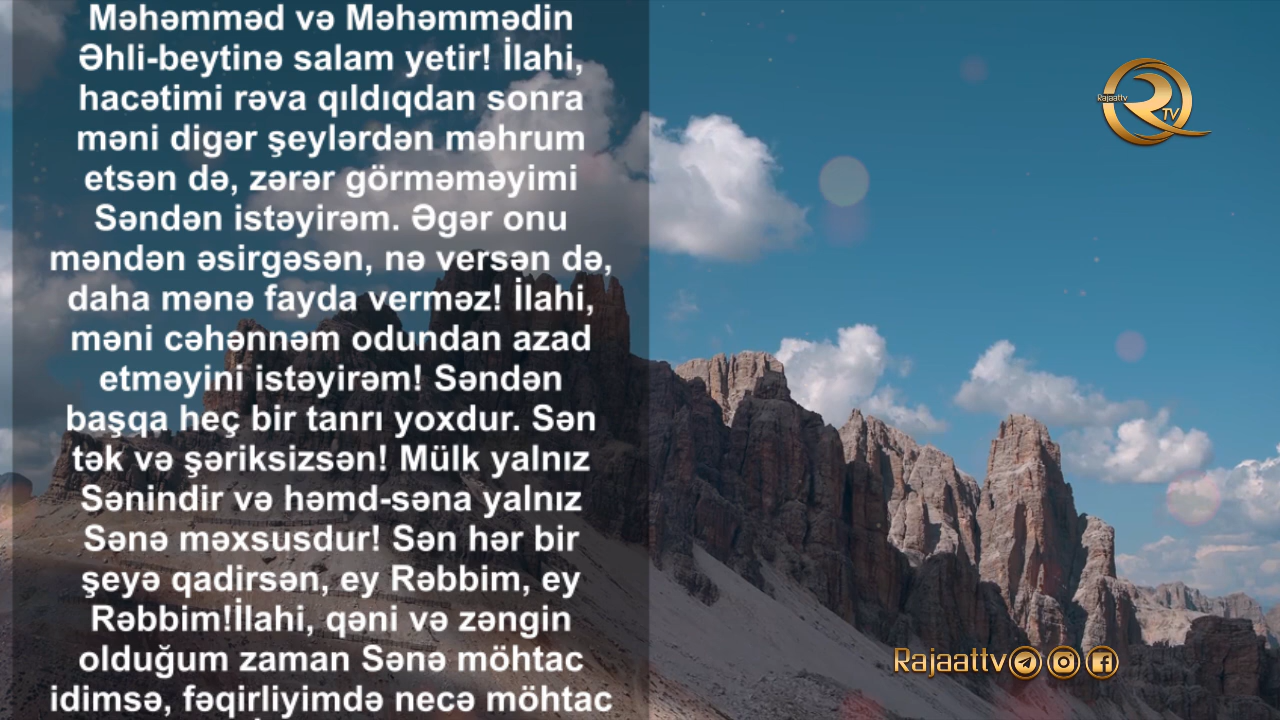 Məhəmməd və Məhəmmədin
Əhli-beytinə salam yetir! İlahi,
hacətimi rəva qıldıqdan sonra
məni digər şeylərdən məhrum
etsən də, zərər görməməyimi
Səndən istəyirəm. Əgər onu
məndən əsirgəsən, nə versən də,
daha mənə fayda verməz! İlahi,
məni cəhənnəm odundan azad
etməyini istəyirəm! Səndən
başqa heç bir tanrı yoxdur. Sən
tək və şəriksizsən! Mülk yalnız
Sənindir və həmd-səna yalnız
Sənə məxsusdur! Sən hər bir
şeyə qadirsən, ey Rəbbim, ey
Rəbbim!İlahi, qəni və zəngin
olduğum zaman Sənə möhtac
idimsə, fəqirliyimdə necə möhtac
Rajaattv
TV
Rajaattv